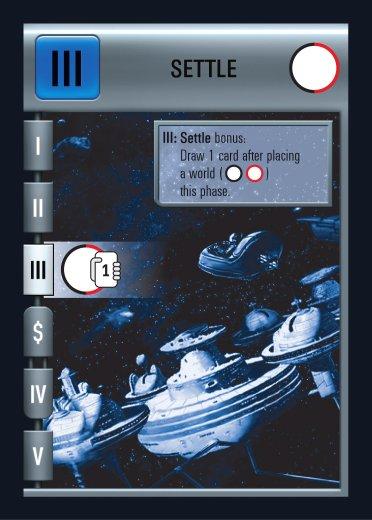 III SETTLE
III: Settle bonus:
Draw 1 card after placing
a world ( )
this phase.
I
II
III 1
$
IV
V